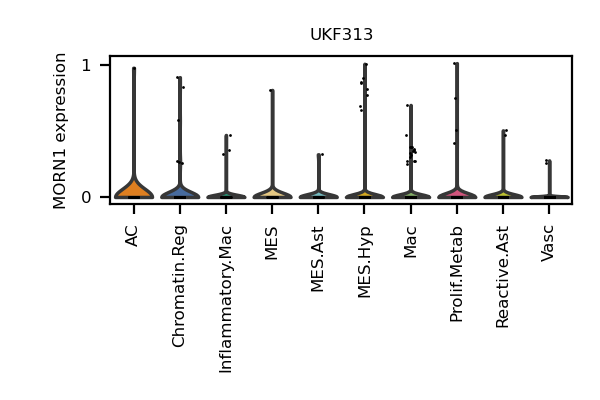 UKF313
MORN1 expression
1
0
AC
Chromatin.Reg
Inflammatory.Mac
MES
MES.Ast
MES.Hyp
Mac
Prolif.Metab
Reactive.Ast
Vasc